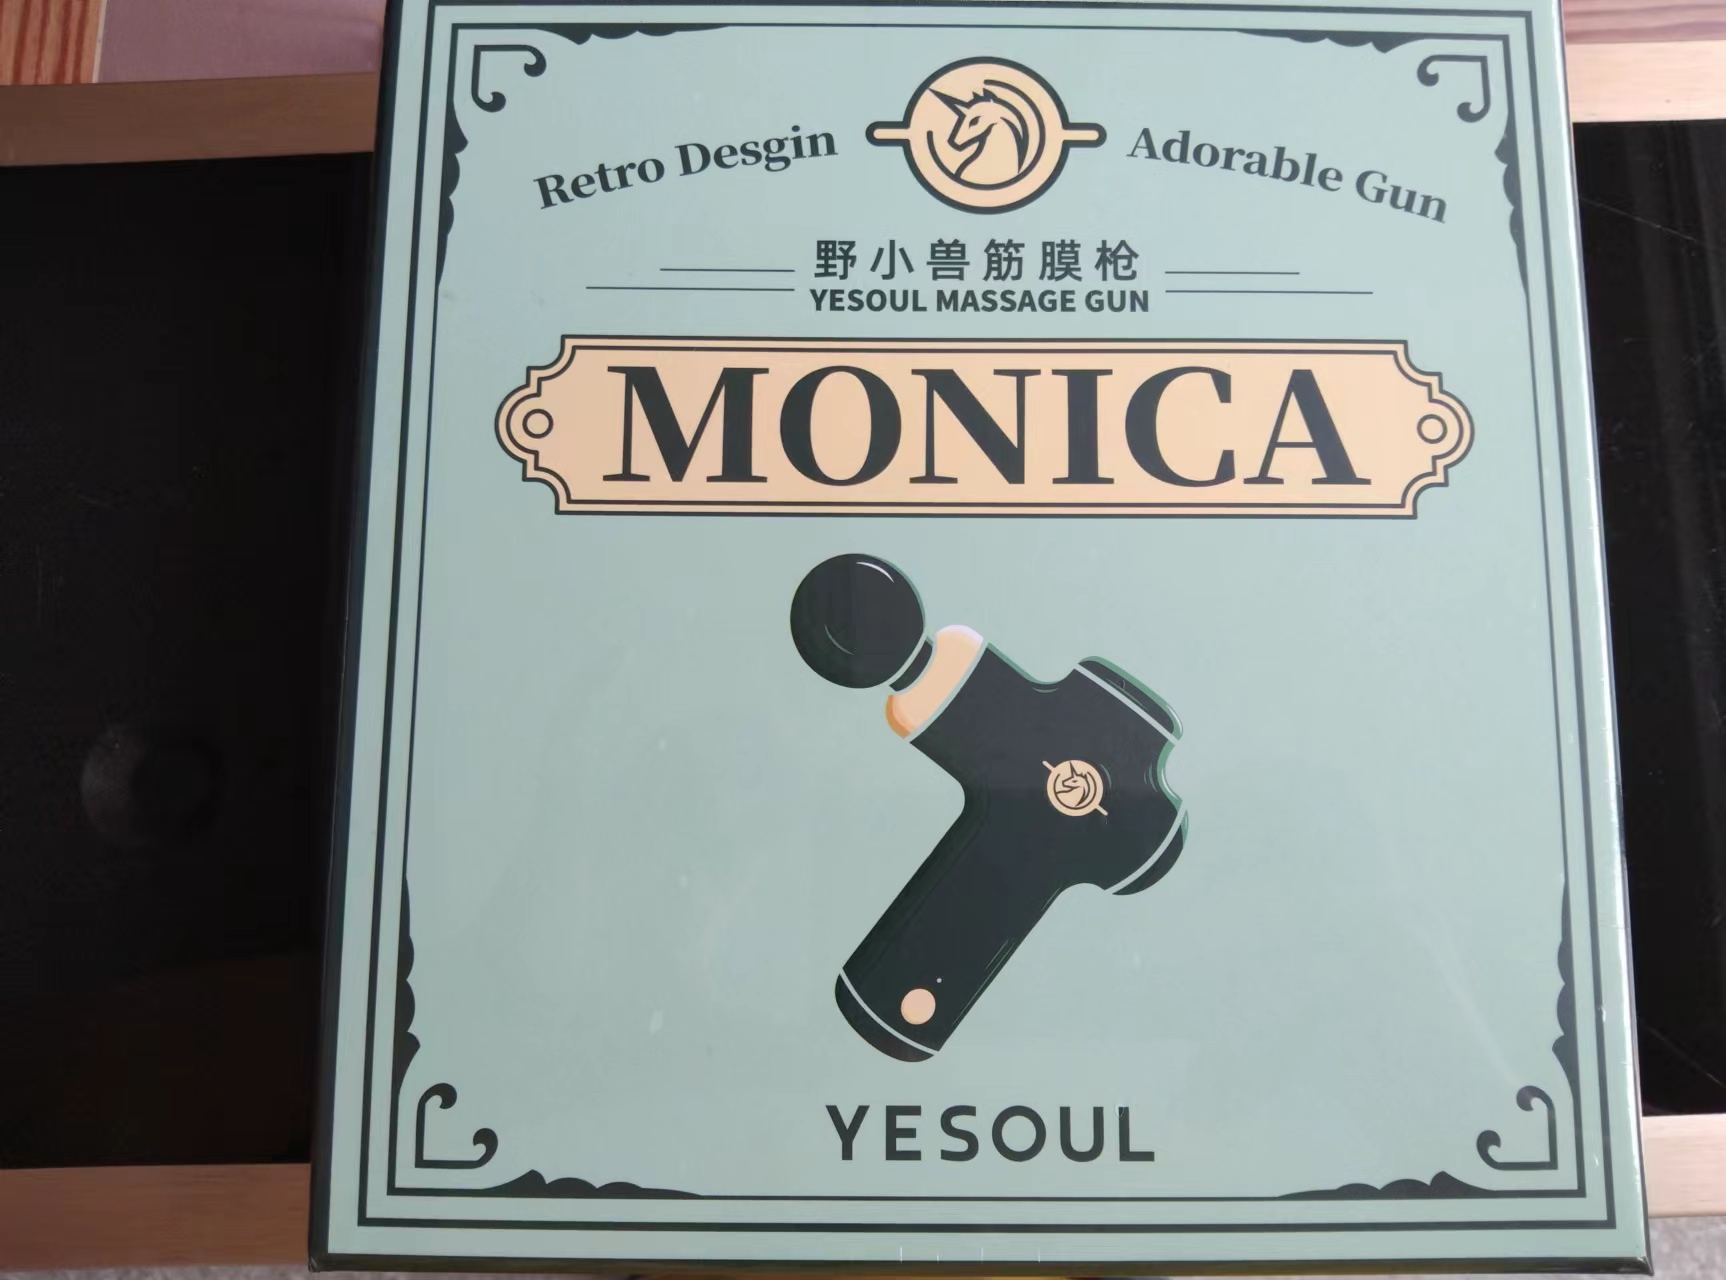 Retro Desgin Adorable Gun
野小兽筋膜枪
YESOUL MASSAGE GUN
MONICA
YESOUL